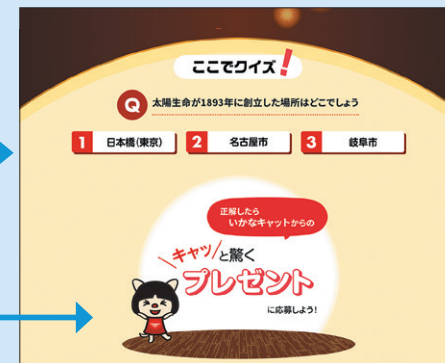 ここでクイズ!
Q 太陽生命が1893年に創立した場所はどこでしょう
1 日本橋(東京) 2 名古屋市 3 岐阜市
正解したら
いかなキャットからの
キャッ/と驚く
プレゼント
に応募しよう!